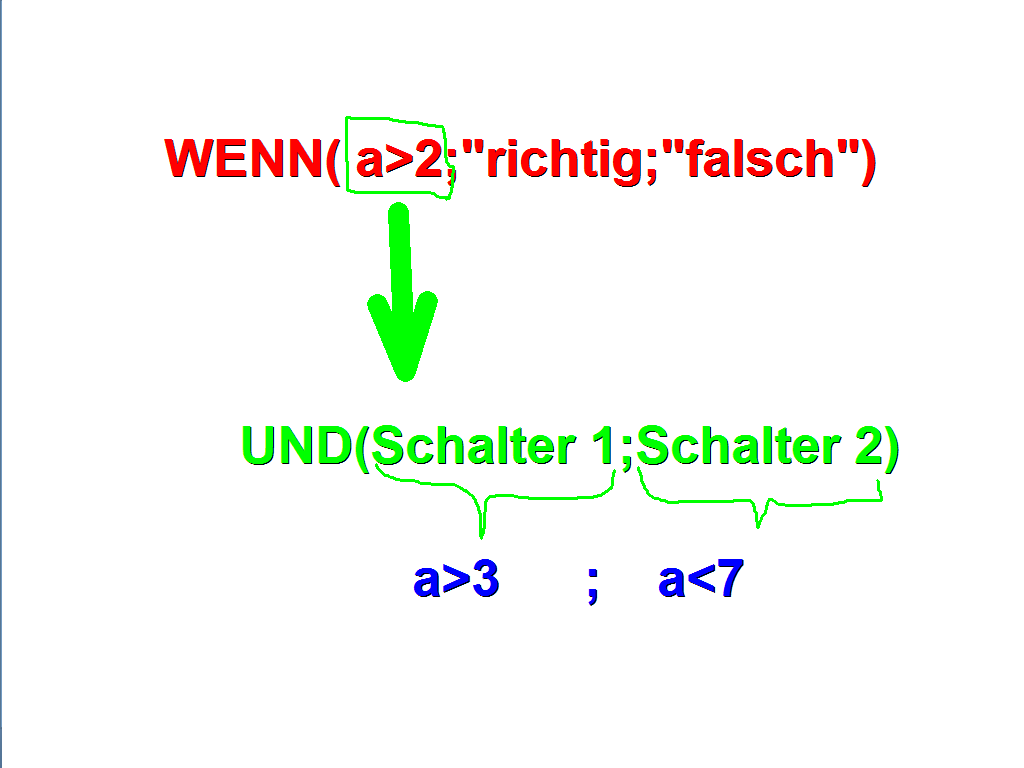 WENN( a>2;"richtig;"falsch")
UND(Schalter 1;Schalter 2)
a>3 ; a<7